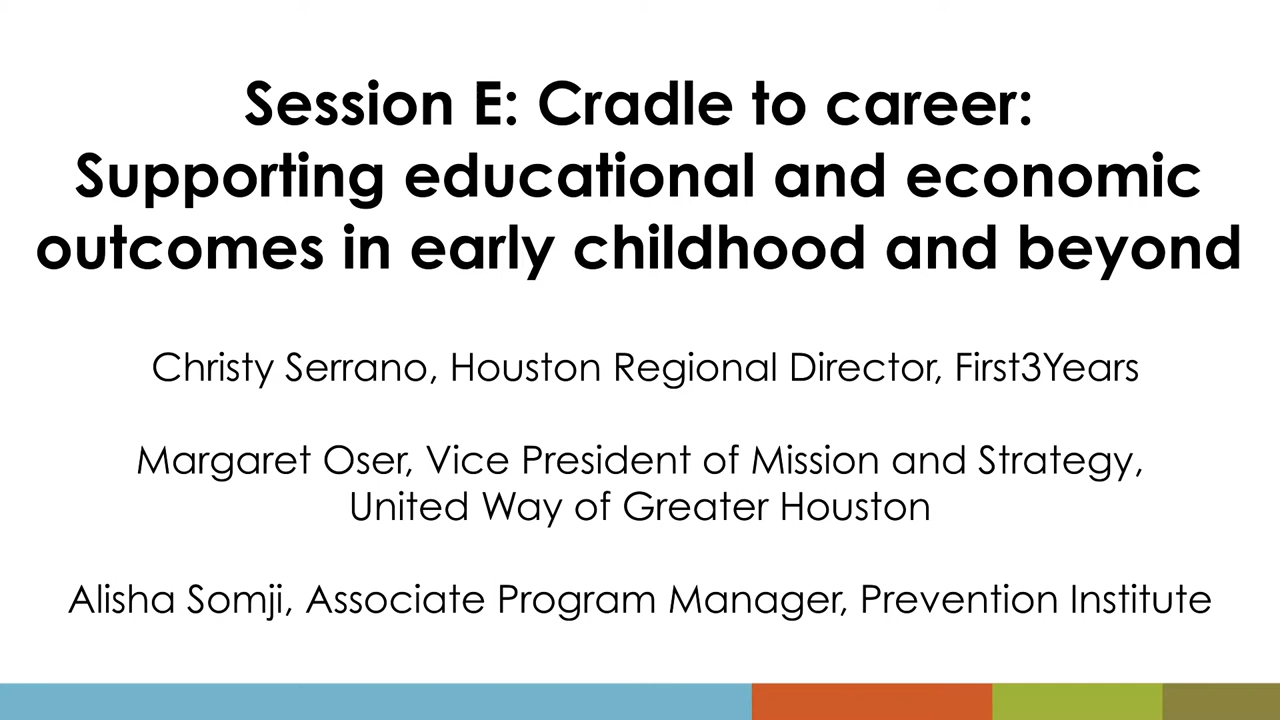 Session E: Cradle to career:
Supporting educational and economic
outcomes in early childhood and beyond
Christy Serrano, Houston Regional Director, First3Years
Margaret Oser, Vice President of Mission and Strategy,
United Way of Greater Houston
Alisha Somji, Associate Program Manager, Prevention Institute